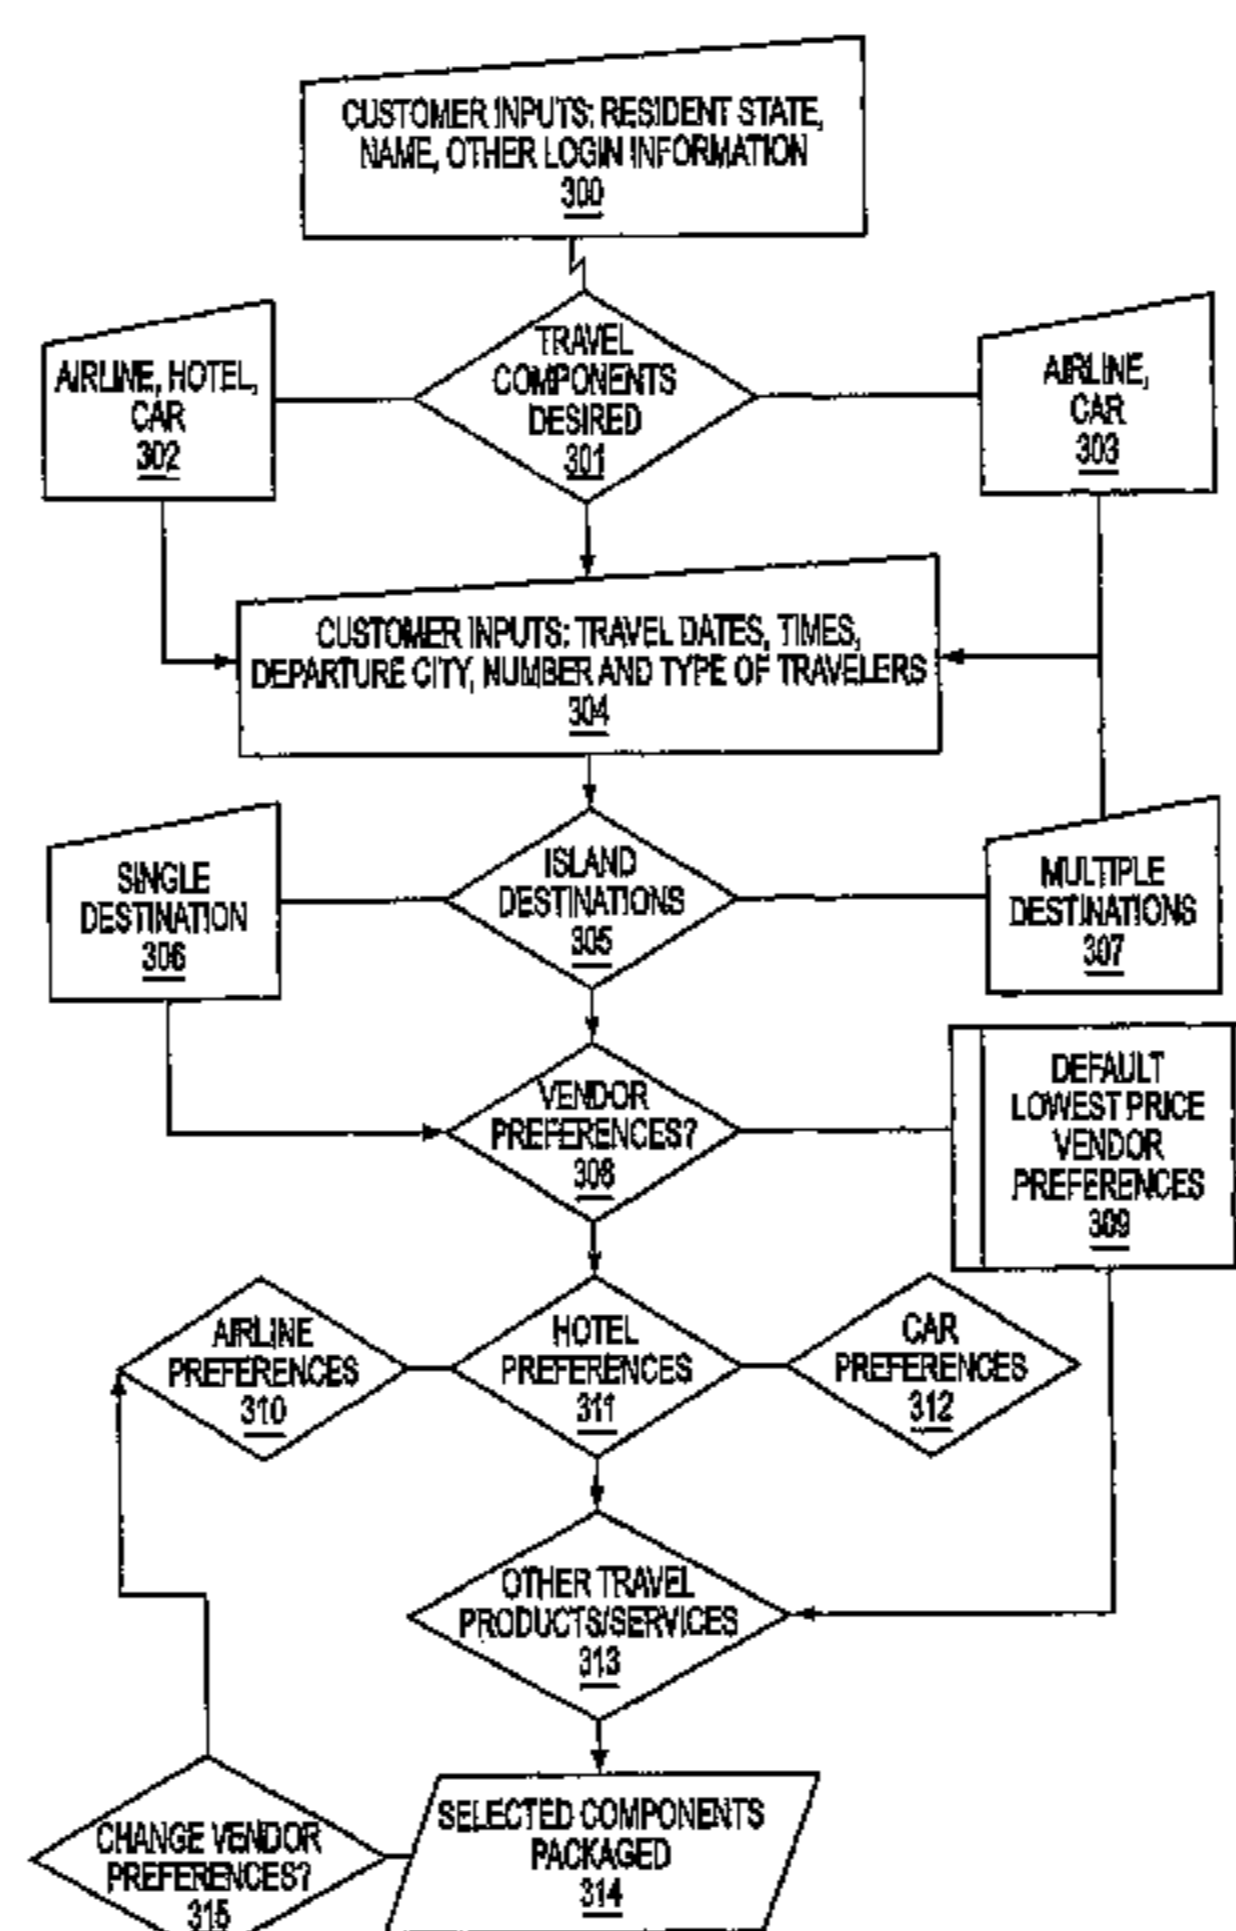 CUSTOMER INPUTS: RESIDENT STATE,
NAME, OTHER LOGIN INFORMATION
300
AIRLINE, HOTEL,
CAR
302
TRAVEL
COMPONENTS
DESIRED
301
AIRLINE,
CAR
303
CUSTOMER INPUTS: TRAVEL DATES, TIMES,
DEPARTURE CITY, NUMBER AND TYPE OF TRAVELERS
304
SINGLE
DESTINATION
306
ISLAND
DESTINATIONS
305
MULTIPLE
DESTINATIONS
307
VENDOR
PREFERENCES?
308
DEFAULT
LOWEST PRICE
VENDOR
PREFERENCES
309
AIRLINE
PREFERENCES
310
HOTEL
PREFERENCES
311
CAR
PREFERENCES
312
OTHER TRAVEL
PRODUCTS/SERVICES
313
CHANGE VENDOR
PREFERENCES?
315
SELECTED COMPONENTS
PACKAGED
314